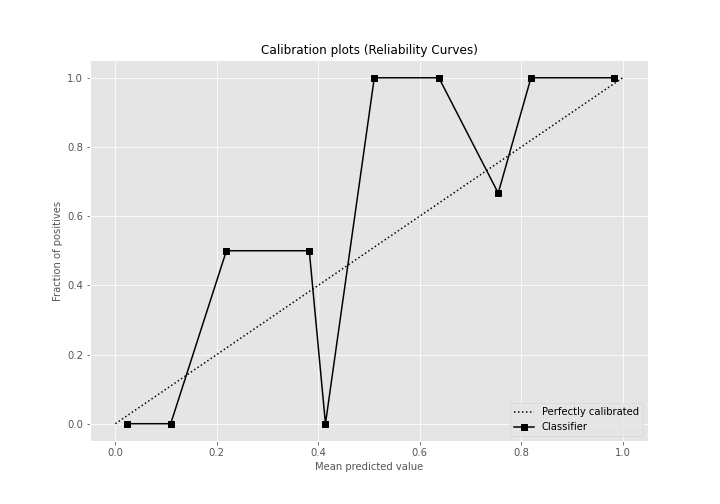 Calibration plots (Reliability Curves)
1.0
0.8
0.6
0.4
0.2
0.0
Fraction of positives
0.0 0.2 0.4 0.6 0.8 1.0
Mean predicted value
Perfectly calibrated
Classifier